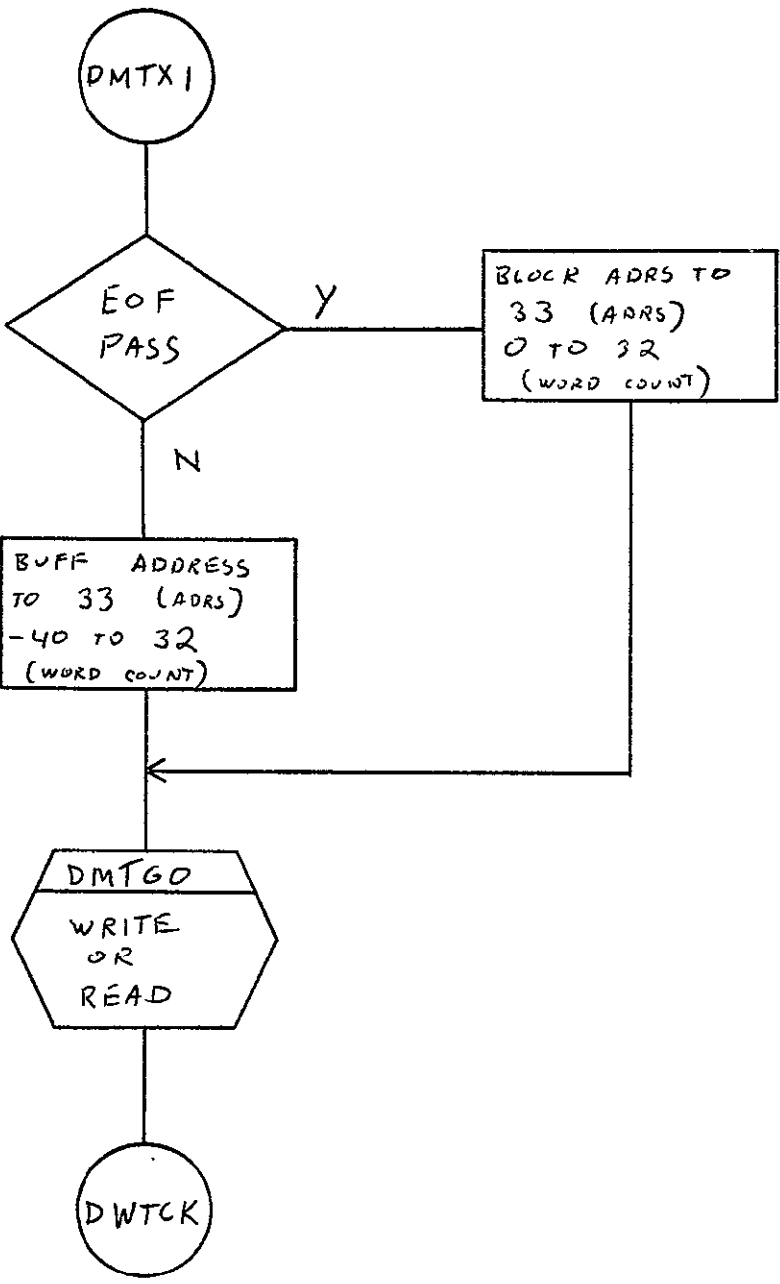 DMTX1
EOF
PASS
Y
BLOCK ADRS TO
33 (ADRS)
0 TO 32
(WORD COUNT)
N
BUFF ADDRESS
TO 33 (ADRS)
-40 TO 32
(WORD COUNT)
DMTGO
WRITE
OR
READ
DWTCK